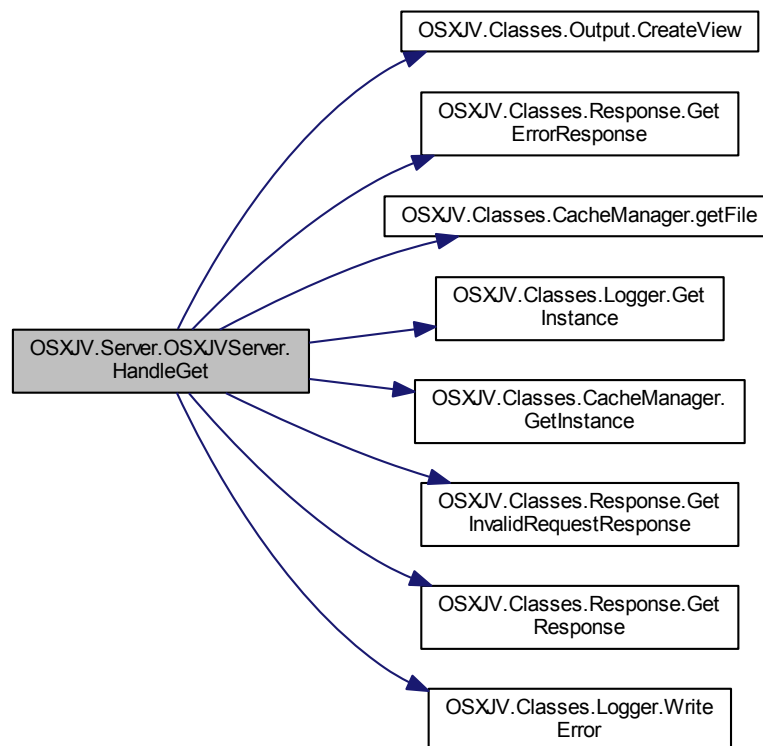 OSXJV.Classes.Output.CreateView
OSXJV.Classes.Response.Get
ErrorResponse
OSXJV.Classes.CacheManager.getFile
OSXJV.Classes.Logger.Get
Instance
OSXJV.Server.OSXJVServer.
HandleGet
OSXJV.Classes.CacheManager.
GetInstance
OSXJV.Classes.Response.Get
InvalidRequestResponse
OSXJV.Classes.Response.Get
Response
OSXJV.Classes.Logger.Write
Error